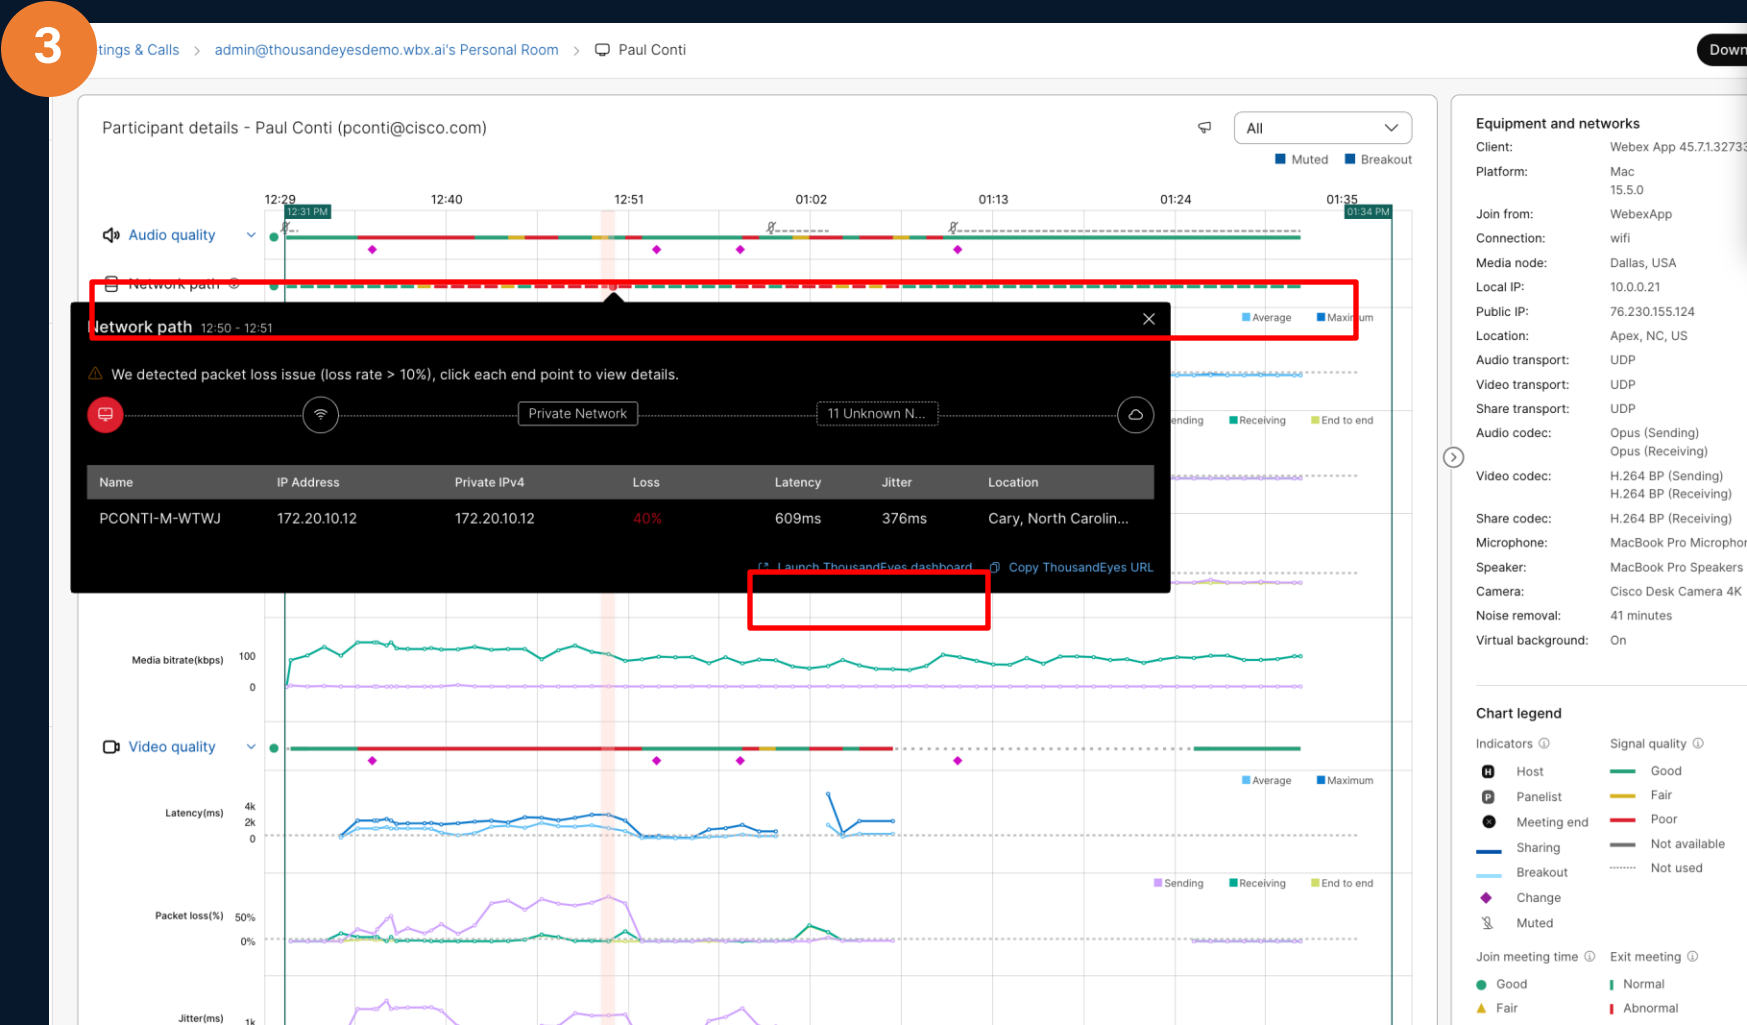 3
tings & Calls > admin@thousandeyesdemo.wbx.ai's Personal Room > Paul Conti
Down
Participant details - Paul Conti (pconti@cisco.com)
All
Muted Breakout
12:29 12:40 12:51 01:02 01:13 01:24 01:35
12:31 PM 01:34 PM
Audio quality
Network path
Average Maximum
Network path 12:50 - 12:51
We detected packet loss issue (loss rate > 10%), click each end point to view details.
Private Network 11 Unknown N...
ending Receiving End to end
Name IP Address Private IPv4 Loss Latency Jitter Location
PCONTI-M-WTWJ 172.20.10.12 172.20.10.12 40% 609ms 376ms Cary, North Carolin...
Launch ThousandEyes dashboard Copy ThousandEyes URL
Media bitrate(kbps) 100
0
Video quality
Average Maximum
Latency(ms) 4k
2k
0
Sending Receiving End to end
Packet loss(%) 50%
0%
Jitter(ms) 1k
Equipment and networks
Client: Webex App 45.7.1.32733
Platform: Mac
15.5.0
Join from: WebexApp
Connection: wifi
Media node: Dallas, USA
Local IP: 10.0.0.21
Public IP: 76.230.155.124
Location: Apex, NC, US
Audio transport: UDP
Video transport: UDP
Share transport: UDP
Audio codec: Opus (Sending)
Opus (Receiving)
Video codec: H.264 BP (Sending)
H.264 BP (Receiving)
Share codec: H.264 BP (Receiving)
Microphone: MacBook Pro Microphon
Speaker: MacBook Pro Speakers
Camera: Cisco Desk Camera 4K
Noise removal: 41 minutes
Virtual background: On
Chart legend
Indicators Signal quality
H Host Good
P Panelist Fair
Meeting end Poor
Sharing Not available
Breakout Not used
Change
Muted
Join meeting time Exit meeting
Good Normal
Fair Abnormal